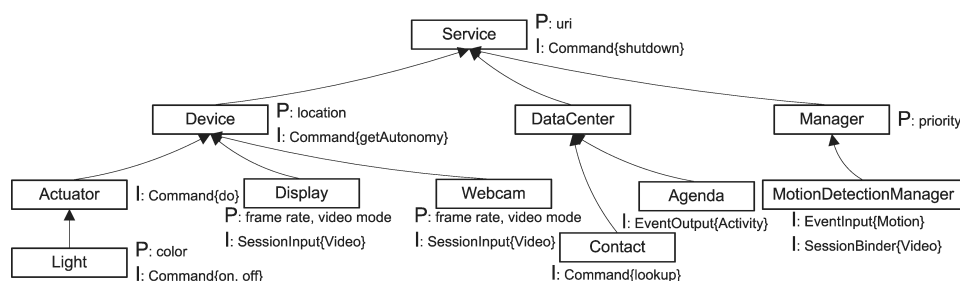 Service
P: uri
I: Command{shutdown}
Device
P: location
I: Command{getAutonomy}
DataCenter
Manager
P: priority
Actuator
I: Command{do}
Display
P: frame rate, video mode
I: SessionInput{Video}
Webcam
P: frame rate, video mode
I: SessionInput{Video}
Agenda
I: EventOutput{Activity}
MotionDetectionManager
I: EventInput{Motion}
I: SessionBinder{Video}
Light
P: color
I: Command{on, off}
Contact
I: Command{lookup}